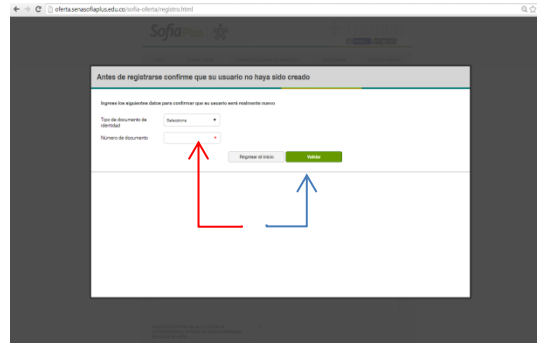 oferta.senasofiaplus.edu.co/sofia-oferta/registro.html
Sofia Plus
Antes de registrarse confirme que su usuario no haya sido creado
Ingrese los siguientes datos para confirmar que su usuario será realmente nuevo
Tipo de documento de identidad
Seleccione
Número de documento
*
Regresar al inicio
Validar